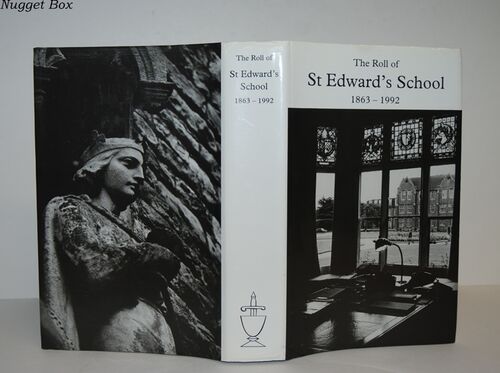 Nugget Box
The Roll of
St Edward's
School
1863 – 1992
The Roll of
St Edward's School
1863 – 1992